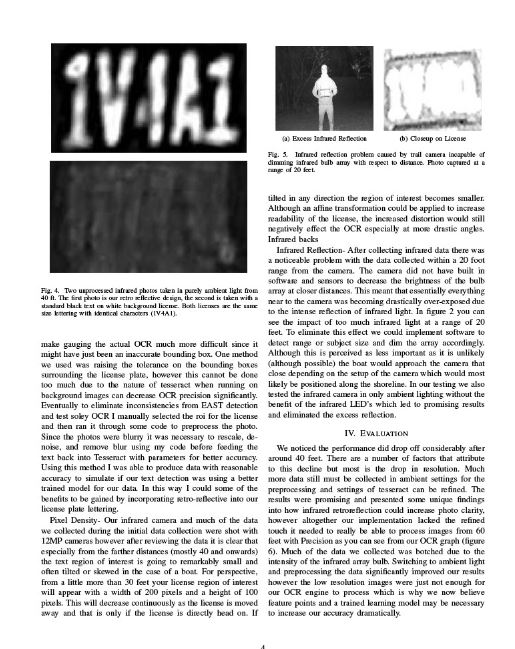 1V4A1
Fig. 4. Two unprocessed infrared photos taken in purely ambient light from
40 ft. The first photo is our retro reflective design, the second is taken with a
standard black text on white background license. Both licenses are the same
size lettering with identical characters (1V4A1).
make gauging the actual OCR much more difficult since it
might have just been an inaccurate bounding box. One method
we used was raising the tolerance on the bounding boxes
surrounding the license plate, however this cannot be done
too much due to the nature of tesseract when running on
background images can decrease OCR precision significantly.
Eventually to eliminate inconsistencies from EAST detection
and test soley OCR I manually selected the roi for the license
and then ran it through some code to preprocess the photo.
Since the photos were blurry it was necessary to rescale, de-
noise, and remove blur using my code before feeding the
text back into Tesseract with parameters for better accuracy.
Using this method I was able to produce data with reasonable
accuracy to simulate if our text detection was using a better
trained model for our data. In this way I could some of the
benefits to be gained by incorporating retro-reflective into our
license plate lettering.
Pixel Density- Our infrared camera and much of the data
we collected during the initial data collection were shot with
12MP cameras however after reviewing the data it is clear that
especially from the farther distances (mostly 40 and onwards)
the text region of interest is going to remarkably small and
often tilted or skewed in the case of a boat. For perspective,
from a little more than 30 feet your license region of interest
will appear with a width of 200 pixels and a height of 100
pixels. This will decrease continuously as the license is moved
away and that is only if the license is directly head on. If
(a) Excess Infrared Reflection
(b) Closeup on License
Fig. 5. Infrared reflection problem caused by trail camera incapable of
dimming infrared bulb array with respect to distance. Photo captured at a
range of 20 feet.
tilted in any direction the region of interest becomes smaller.
Although an affine transformation could be applied to increase
readability of the license, the increased distortion would still
negatively effect the OCR especially at more drastic angles.
Infrared backs
Infrared Reflection- After collecting infrared data there was
a noticeable problem with the data collected within a 20 foot
range from the camera. The camera did not have built in
software and sensors to decrease the brightness of the bulb
array at closer distances. This meant that essentially everything
near to the camera was becoming drastically over-exposed due
to the intense reflection of infrared light. In figure 2 you can
see the impact of too much infrared light at a range of 20
feet. To eliminate this effect we could implement software to
detect range or subject size and dim the array accordingly.
Although this is perceived as less important as it is unlikely
(although possible) the boat would approach the camera that
close depending on the setup of the camera which would most
likely be positioned along the shoreline. In our testing we also
tested the infrared camera in only ambient lighting without the
benefit of the infrared LED's which led to promising results
and eliminated the excess reflection.
IV. EVALUATION
We noticed the performance did drop off considerably after
around 40 feet. There are a number of factors that attribute
to this decline but most is the drop in resolution. Much
more data still must be collected in ambient settings for the
preprocessing and settings of tesseract can be refined. The
results were promising and presented some unique findings
into how infrared retroreflection could increase photo clarity,
however altogether our implementation lacked the refined
touch it needed to really be able to process images from 60
feet with Precision as you can see from our OCR graph (figure
6). Much of the data we collected was botched due to the
intensity of the infrared array bulb. Switching to ambient light
and preprocessing the data significantly improved our results
however the low resolution images were just not enough for
our OCR engine to process which is why we now believe
feature points and a trained learning model may be necessary
to increase our accuracy dramatically.
4